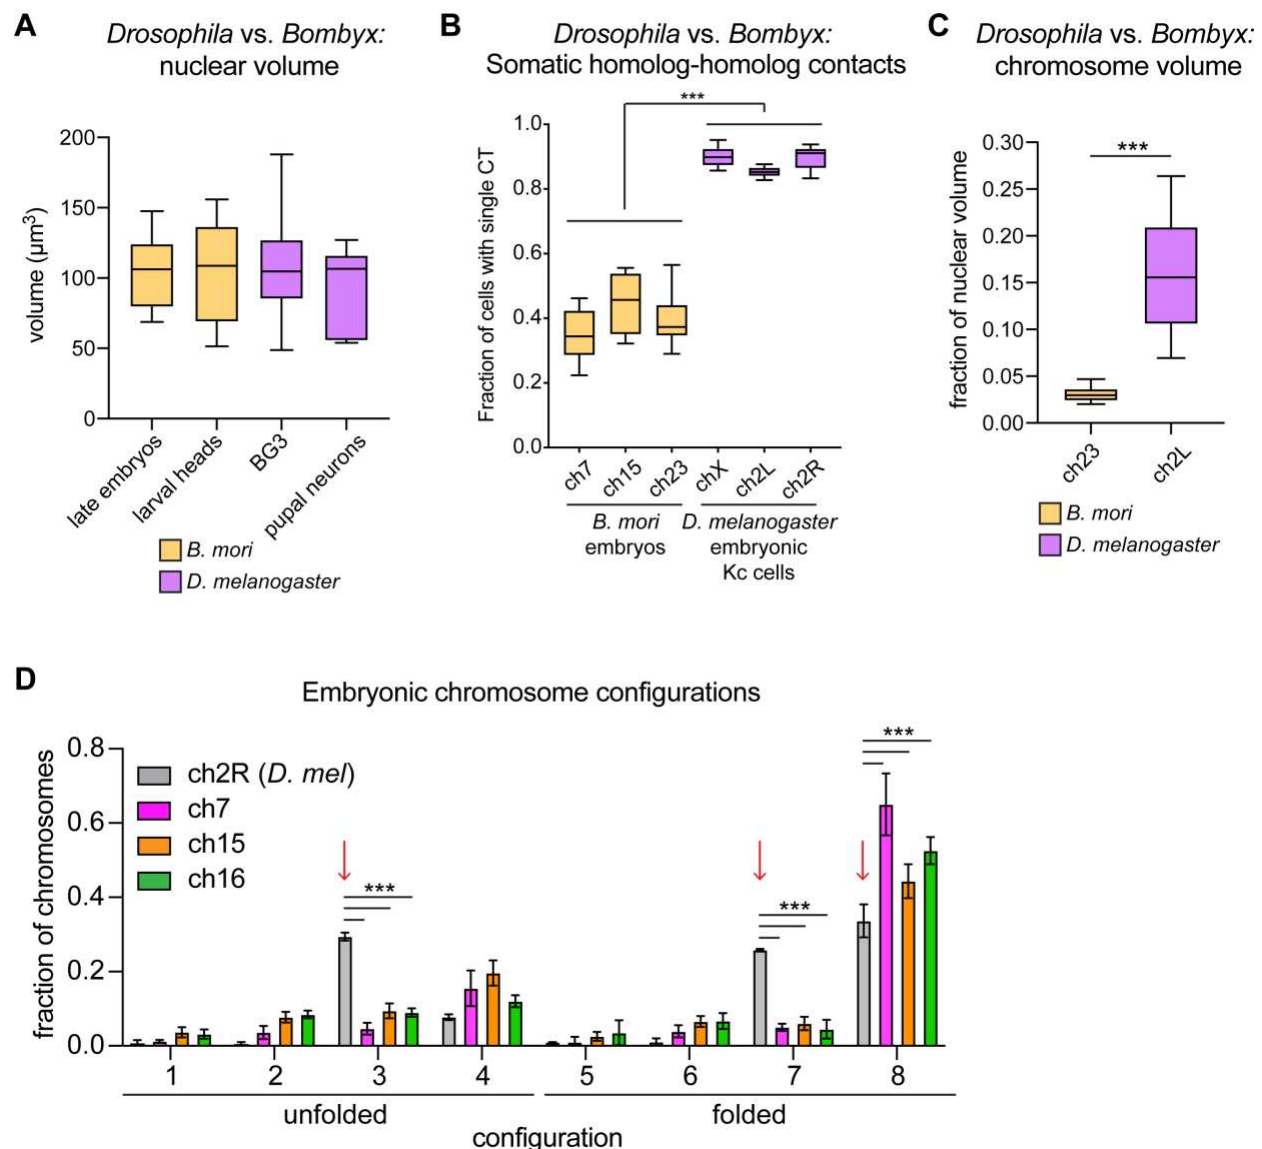 A
Drosophila vs. Bombyx:
nuclear volume
200
150
100
50
0
volume (µm³)
late embryos
larval heads
BG3
pupal neurons
B. mori
D. melanogaster
B
Drosophila vs. Bombyx:
Somatic homolog-homolog contacts
***
1.0
0.8
0.6
0.4
0.2
0.0
Fraction of cells with single CT
ch7
ch15
ch23
chX
ch2L
ch2R
B. mori
embryos
D. melanogaster
embryonic
Kc cells
C
Drosophila vs. Bombyx:
chromosome volume
***
0.30
0.25
0.20
0.15
0.10
0.05
0.00
fraction of nuclear volume
ch23
ch2L
B. mori
D. melanogaster
D
Embryonic chromosome configurations
0.8
0.6
0.4
0.2
0.0
fraction of chromosomes
ch2R (D. mel)
ch7
ch15
ch16
***
***
***
1 2 3 4 5 6 7 8
unfolded folded
configuration